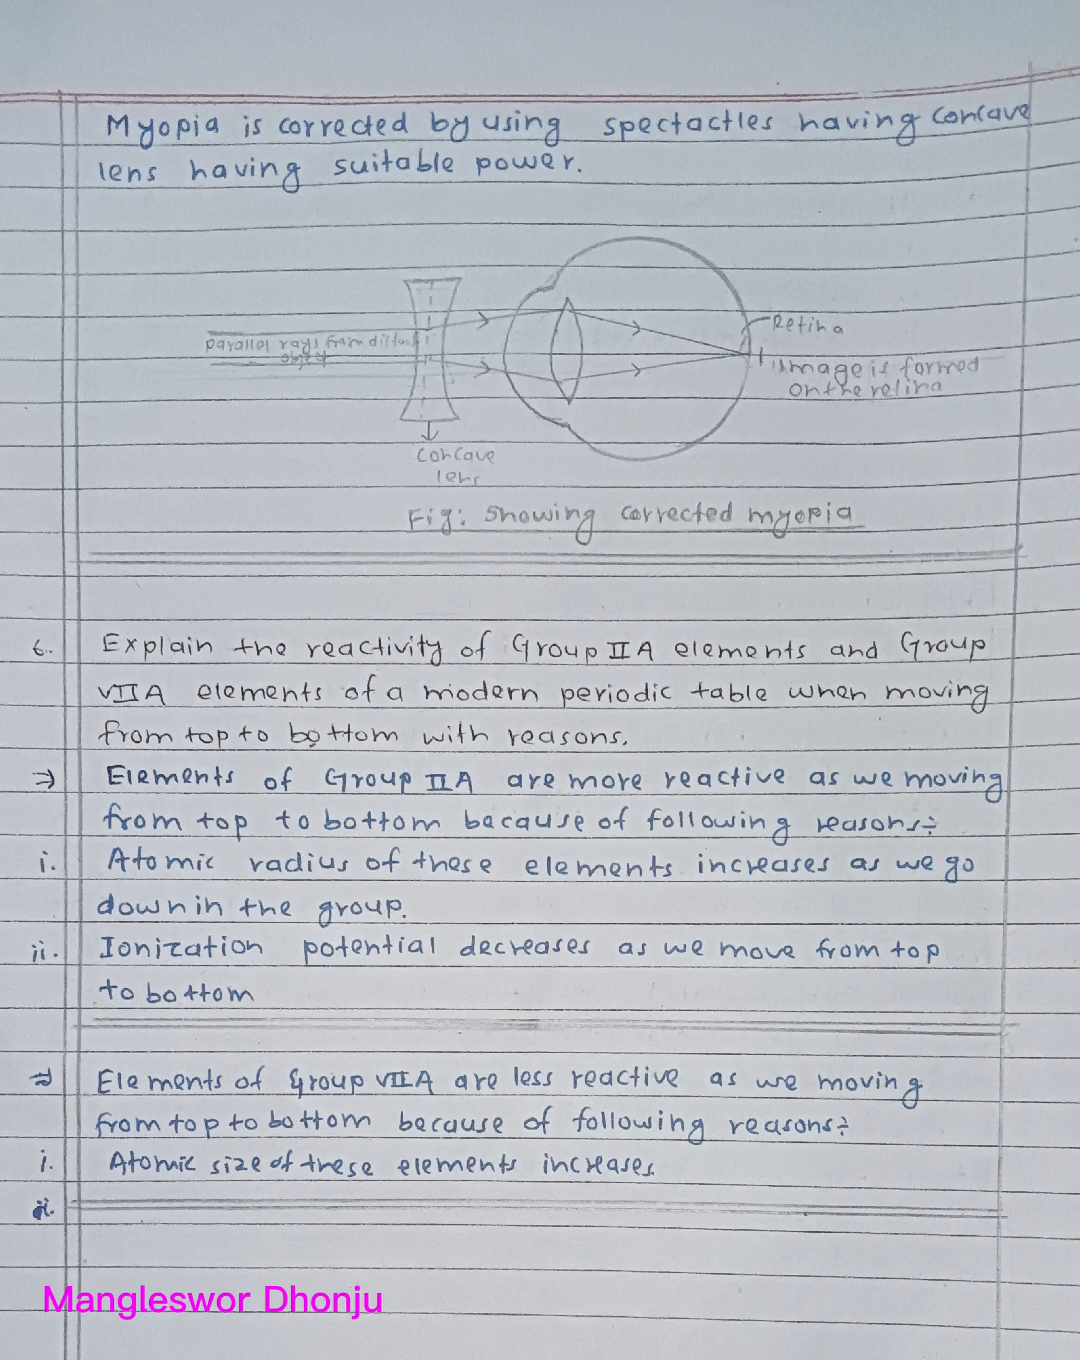 Myopia is corrected by using spectactles having concave
lens having suitable power.
parallel rays from distant
Retina
image is formed
on the retina
concave
lens
Fig: Showing corrected myopia
6. Explain the reactivity of Group IIA elements and Group
VIIA elements of a modern periodic table when moving
from top to bottom with reasons.
⇒ Elements of Group IIA are more reactive as we moving
from top to bottom bacause of following reasons:
i. Atomic radius of these elements increases as we go
down in the group.
ii. Ionization potential decreases as we move from top
to bottom
⇒ Elements of Group VIIA are less reactive as we moving
from top to bottom because of following reasons:
i. Atomic size of these elements increases.
ii.
Mangleswor Dhonju